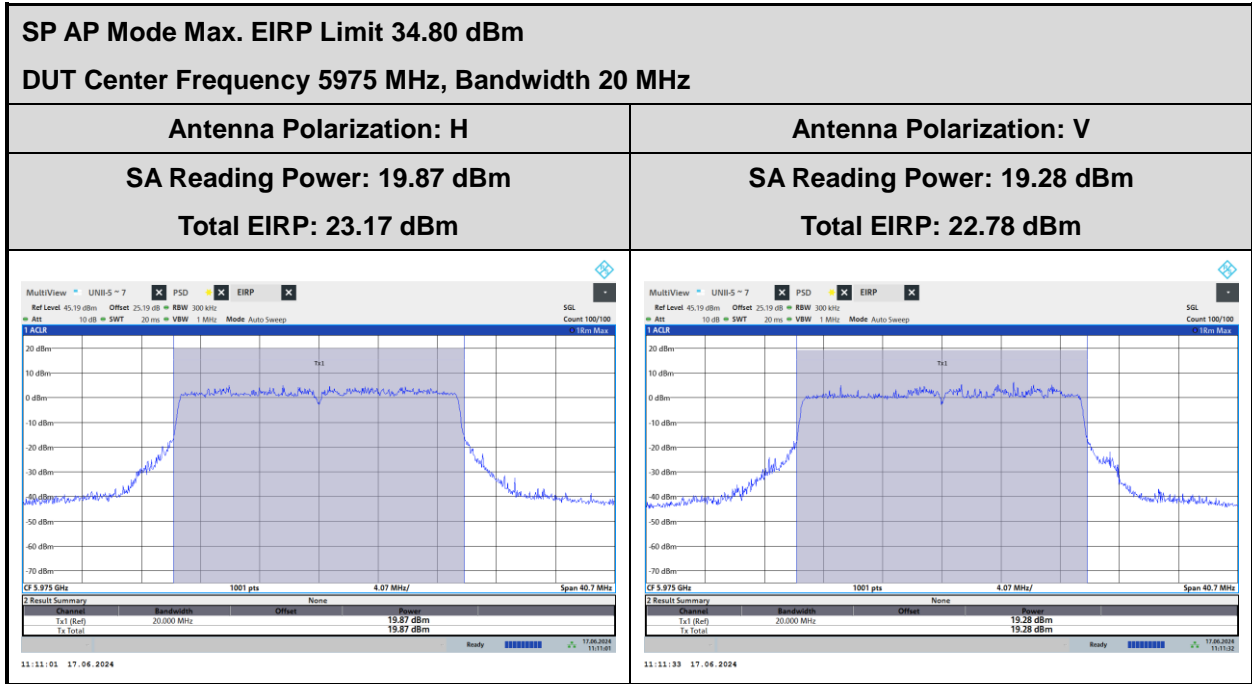 SP AP Mode Max. EIRP Limit 34.80 dBm
DUT Center Frequency 5975 MHz, Bandwidth 20 MHz
Antenna Polarization: H
SA Reading Power: 19.87 dBm
Total EIRP: 23.17 dBm
MultiView UNII-5 ~ 7 PSD EIRP
Ref Level 45.19 dBm Offset 25.19 dB RBW 300 kHz SGL
Att 10 dB SWT 20 ms VBW 1 MHz Mode Auto Sweep Count 100/100
1 ACLR 1Rm Max
20 dBm
Tx1
10 dBm
0 dBm
-10 dBm
-20 dBm
-30 dBm
-40 dBm
-50 dBm
-60 dBm
-70 dBm
CF 5.975 GHz 1001 pts 4.07 MHz/ Span 40.7 MHz
2 Result Summary None
Channel Bandwidth Offset Power
Tx1 (Ref) 20.000 MHz 19.87 dBm
Tx Total 19.87 dBm
Ready 17.06.2024
11:11:01
11:11:01 17.06.2024
Antenna Polarization: V
SA Reading Power: 19.28 dBm
Total EIRP: 22.78 dBm
MultiView UNII-5 ~ 7 PSD EIRP
Ref Level 45.19 dBm Offset 25.19 dB RBW 300 kHz SGL
Att 10 dB SWT 20 ms VBW 1 MHz Mode Auto Sweep Count 100/100
1 ACLR 1Rm Max
20 dBm
Tx1
10 dBm
0 dBm
-10 dBm
-20 dBm
-30 dBm
-40 dBm
-50 dBm
-60 dBm
-70 dBm
CF 5.975 GHz 1001 pts 4.07 MHz/ Span 40.7 MHz
2 Result Summary None
Channel Bandwidth Offset Power
Tx1 (Ref) 20.000 MHz 19.28 dBm
Tx Total 19.28 dBm
Ready 17.06.2024
11:11:32
11:11:33 17.06.2024